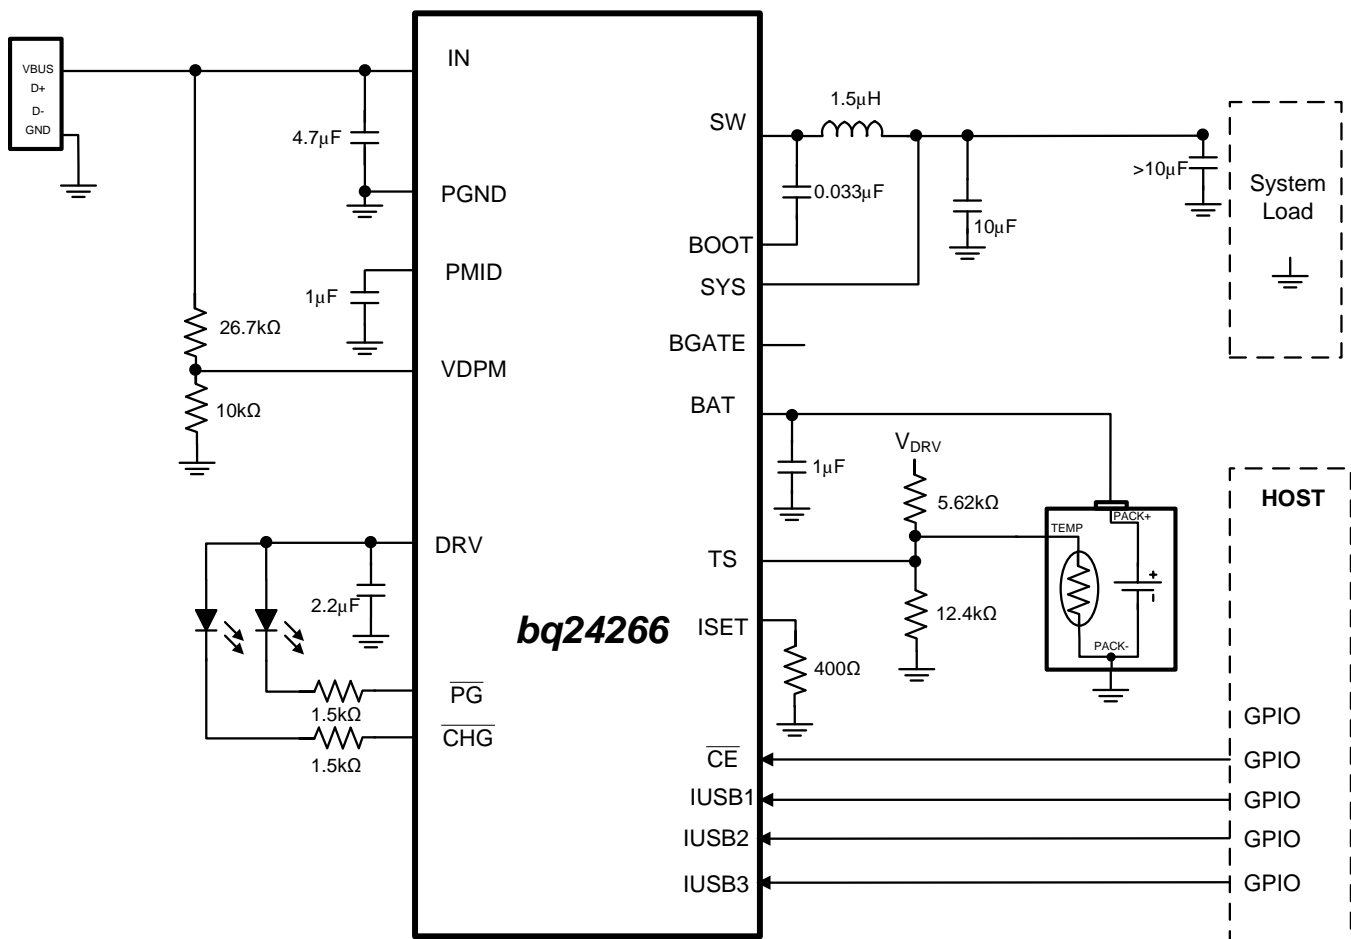 VBUS
D+
D-
GND
IN
4.7µF
PGND
PMID
1µF
26.7kΩ
VDPM
10kΩ
DRV
2.2µF
PG
1.5kΩ
CHG
1.5kΩ
bq24266
SW
1.5µH
0.033µF
BOOT
10µF
>10µF
System
Load
SYS
BGATE
BAT
1µF
VDRV
5.62kΩ
TS
12.4kΩ
TEMP
PACK+
+
-
PACK-
ISET
400Ω
HOST
GPIO
CE
GPIO
IUSB1
GPIO
IUSB2
GPIO
IUSB3
GPIO